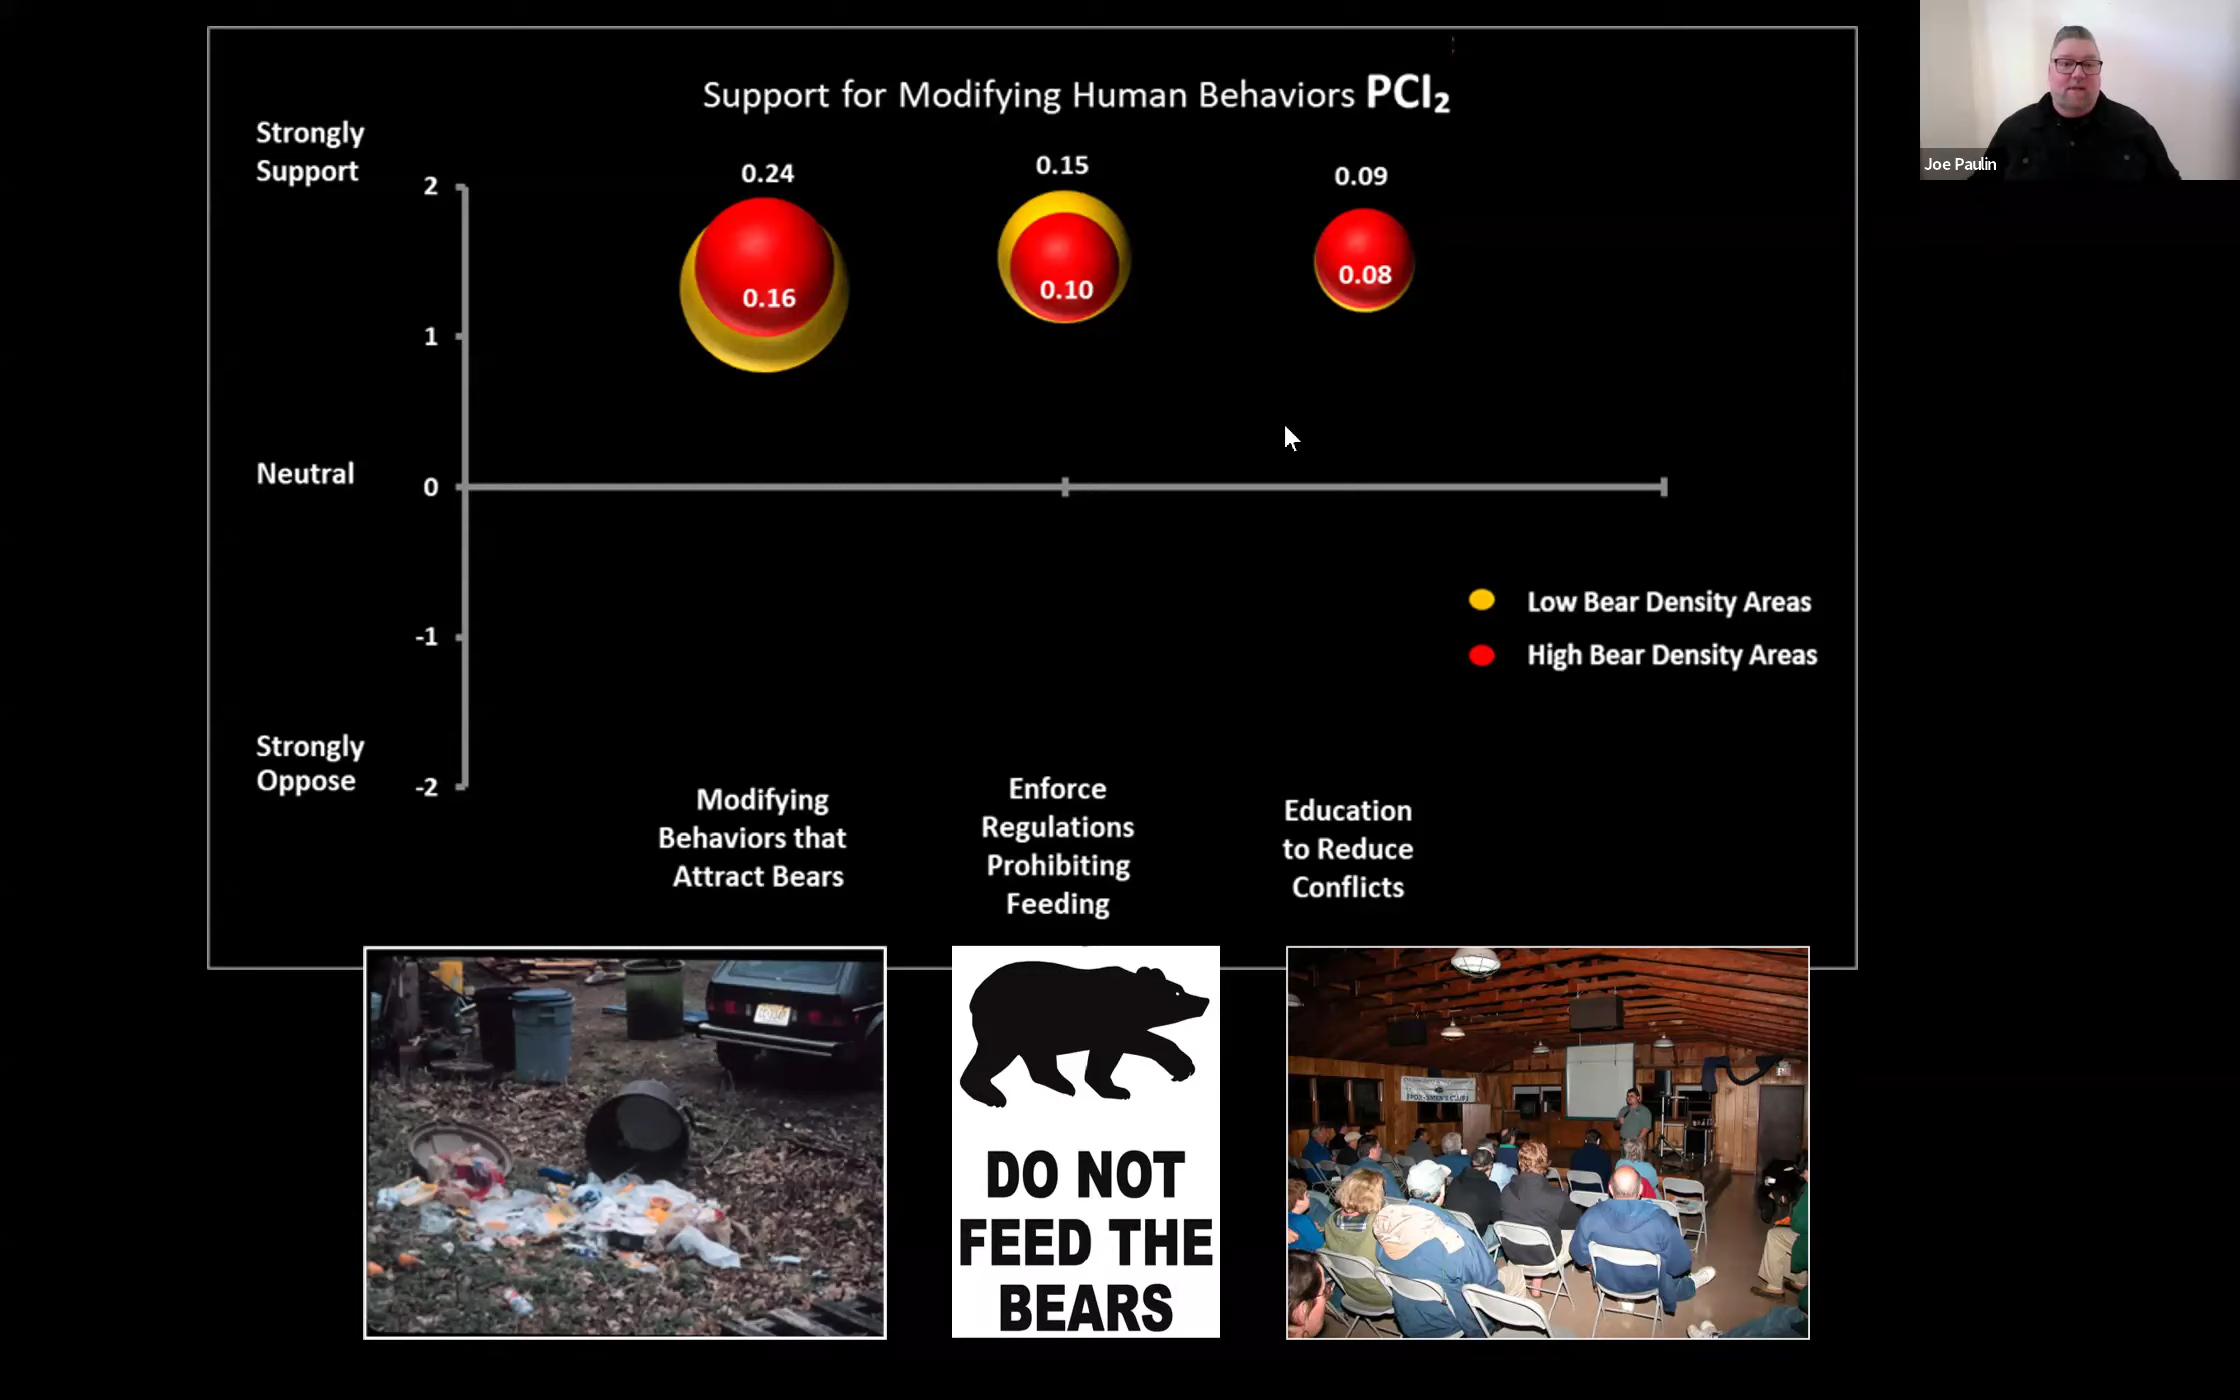 Support for Modifying Human Behaviors PCI₂
Joe Paulin
Strongly
Support
2
1
Neutral
0
-1
Strongly
Oppose
-2
0.24
0.15
0.09
0.16
0.10
0.08
Low Bear Density Areas
High Bear Density Areas
Modifying
Behaviors that
Attract Bears
Enforce
Regulations
Prohibiting
Feeding
Education
to Reduce
Conflicts
DO NOT
FEED THE
BEARS